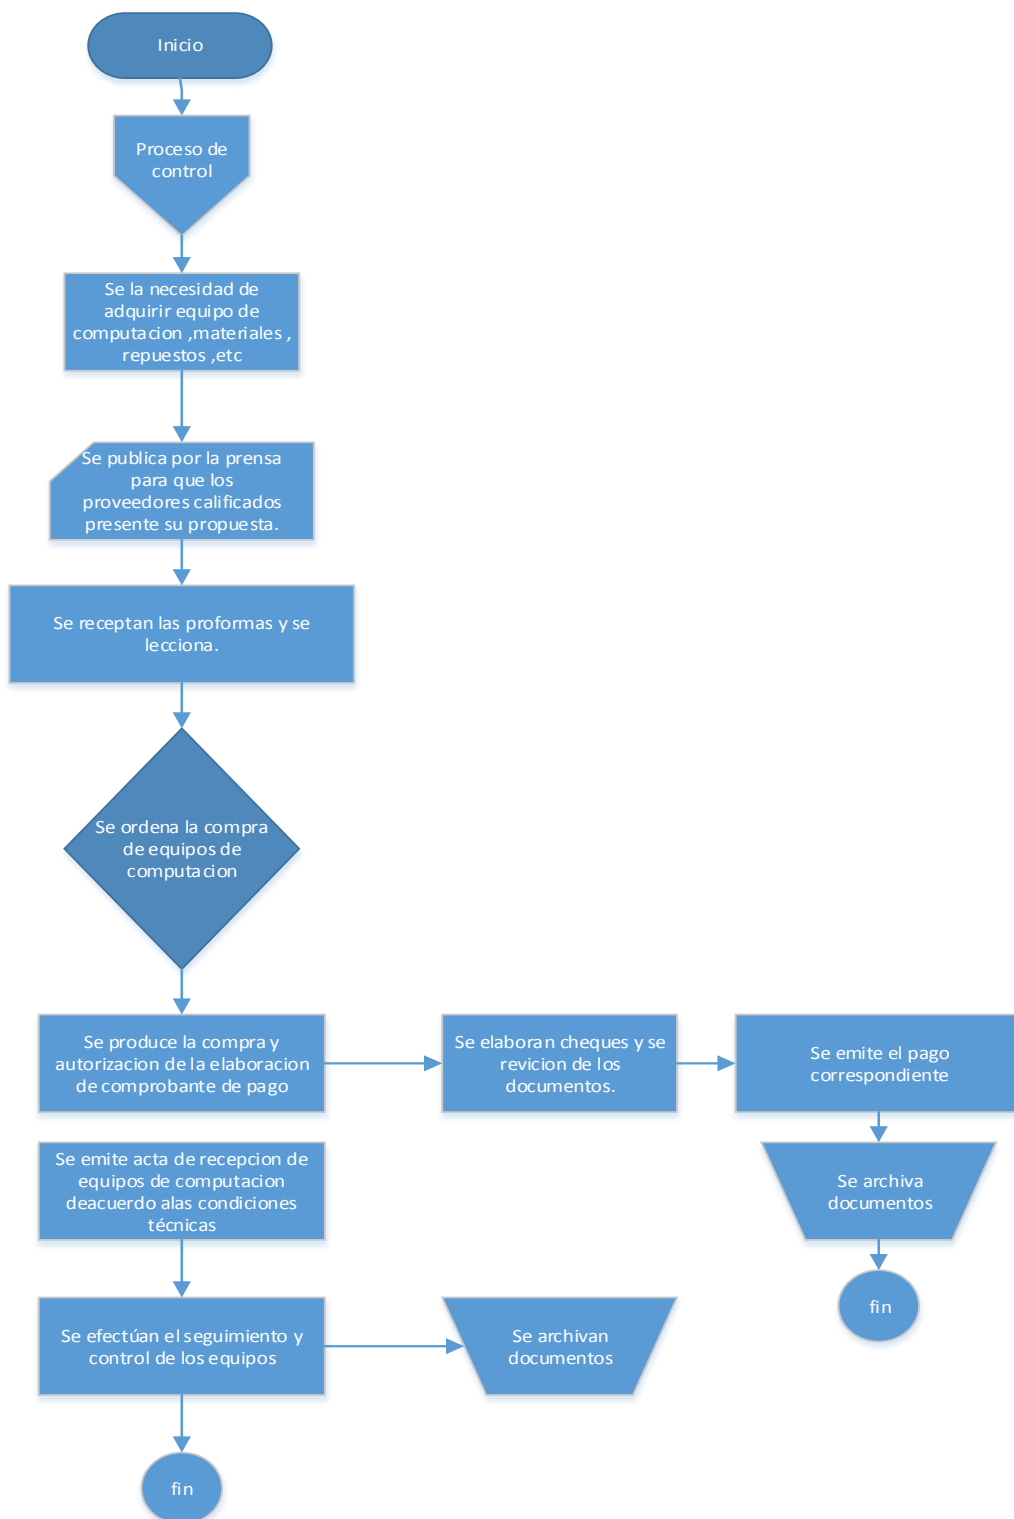 Inicio
Proceso de
control
Se la necesidad de
adquirir equipo de
computacion ,materiales ,
repuestos ,etc
Se publica por la prensa
para que los
proveedores calificados
presente su propuesta.
Se receptan las proformas y se
lecciona.
Se ordena la compra
de equipos de
computacion
Se produce la compra y
autorizacion de la elaboracion
de comprobante de pago
Se elaboran cheques y se
revicion de los
documentos.
Se emite el pago
correspondiente
Se emite acta de recepcion de
equipos de computacion
deacuerdo alas condiciones
técnicas
Se archiva
documentos
fin
Se efectúan el seguimiento y
control de los equipos
Se archivan
documentos
fin